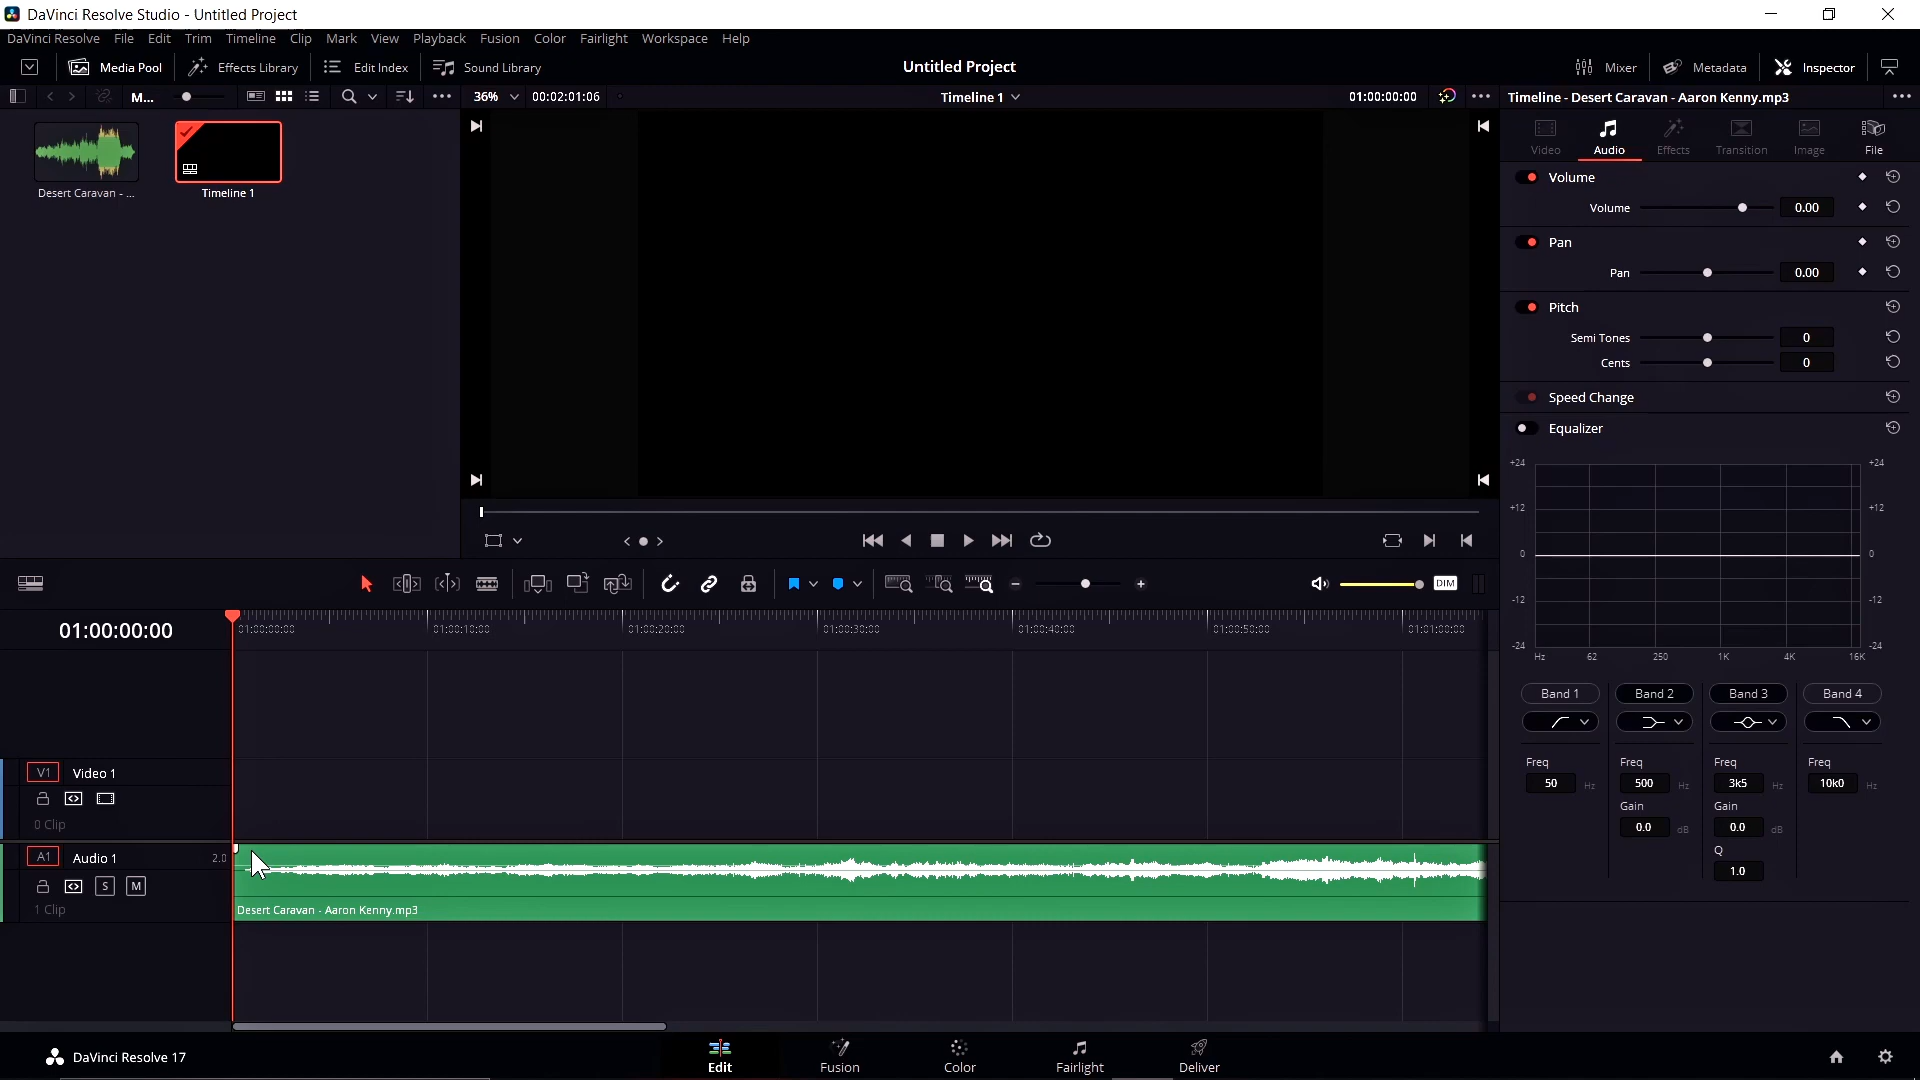 DaVinci Resolve Studio - Untitled Project
DaVinci Resolve File Edit Trim Timeline Clip Mark View Playback Fusion Color Fairlight Workspace Help
Media Pool Effects Library Edit Index Sound Library Untitled Project Mixer Metadata Inspector
M... 36% 00:02:01:06 Timeline 1 01:00:00:00 Timeline - Desert Caravan - Aaron Kenny.mp3
Video Audio Effects Transition Image File
Desert Caravan - ... Timeline 1
Volume
Volume 0.00
Pan
Pan 0.00
Pitch
Semi Tones 0
Cents 0
Speed Change
Equalizer
+24 +24
+12 +12
0 0
-12 -12
-24 -24
Hz 62 250 1K 4K 16K
DIM
01:00:00:00 01:00:00:00 01:00:10:00 01:00:20:00 01:00:30:00 01:00:40:00 01:00:50:00 01:01:00:00
Band 1 Band 2 Band 3 Band 4
Freq Freq Freq Freq
50 Hz 500 Hz 3k5 Hz 10k0 Hz
Gain Gain
0.0 dB 0.0 dB
Q
1.0
V1 Video 1
0 Clip
A1 Audio 1 2.0
S M
1 Clip
Desert Caravan - Aaron Kenny.mp3
DaVinci Resolve 17 Edit Fusion Color Fairlight Deliver